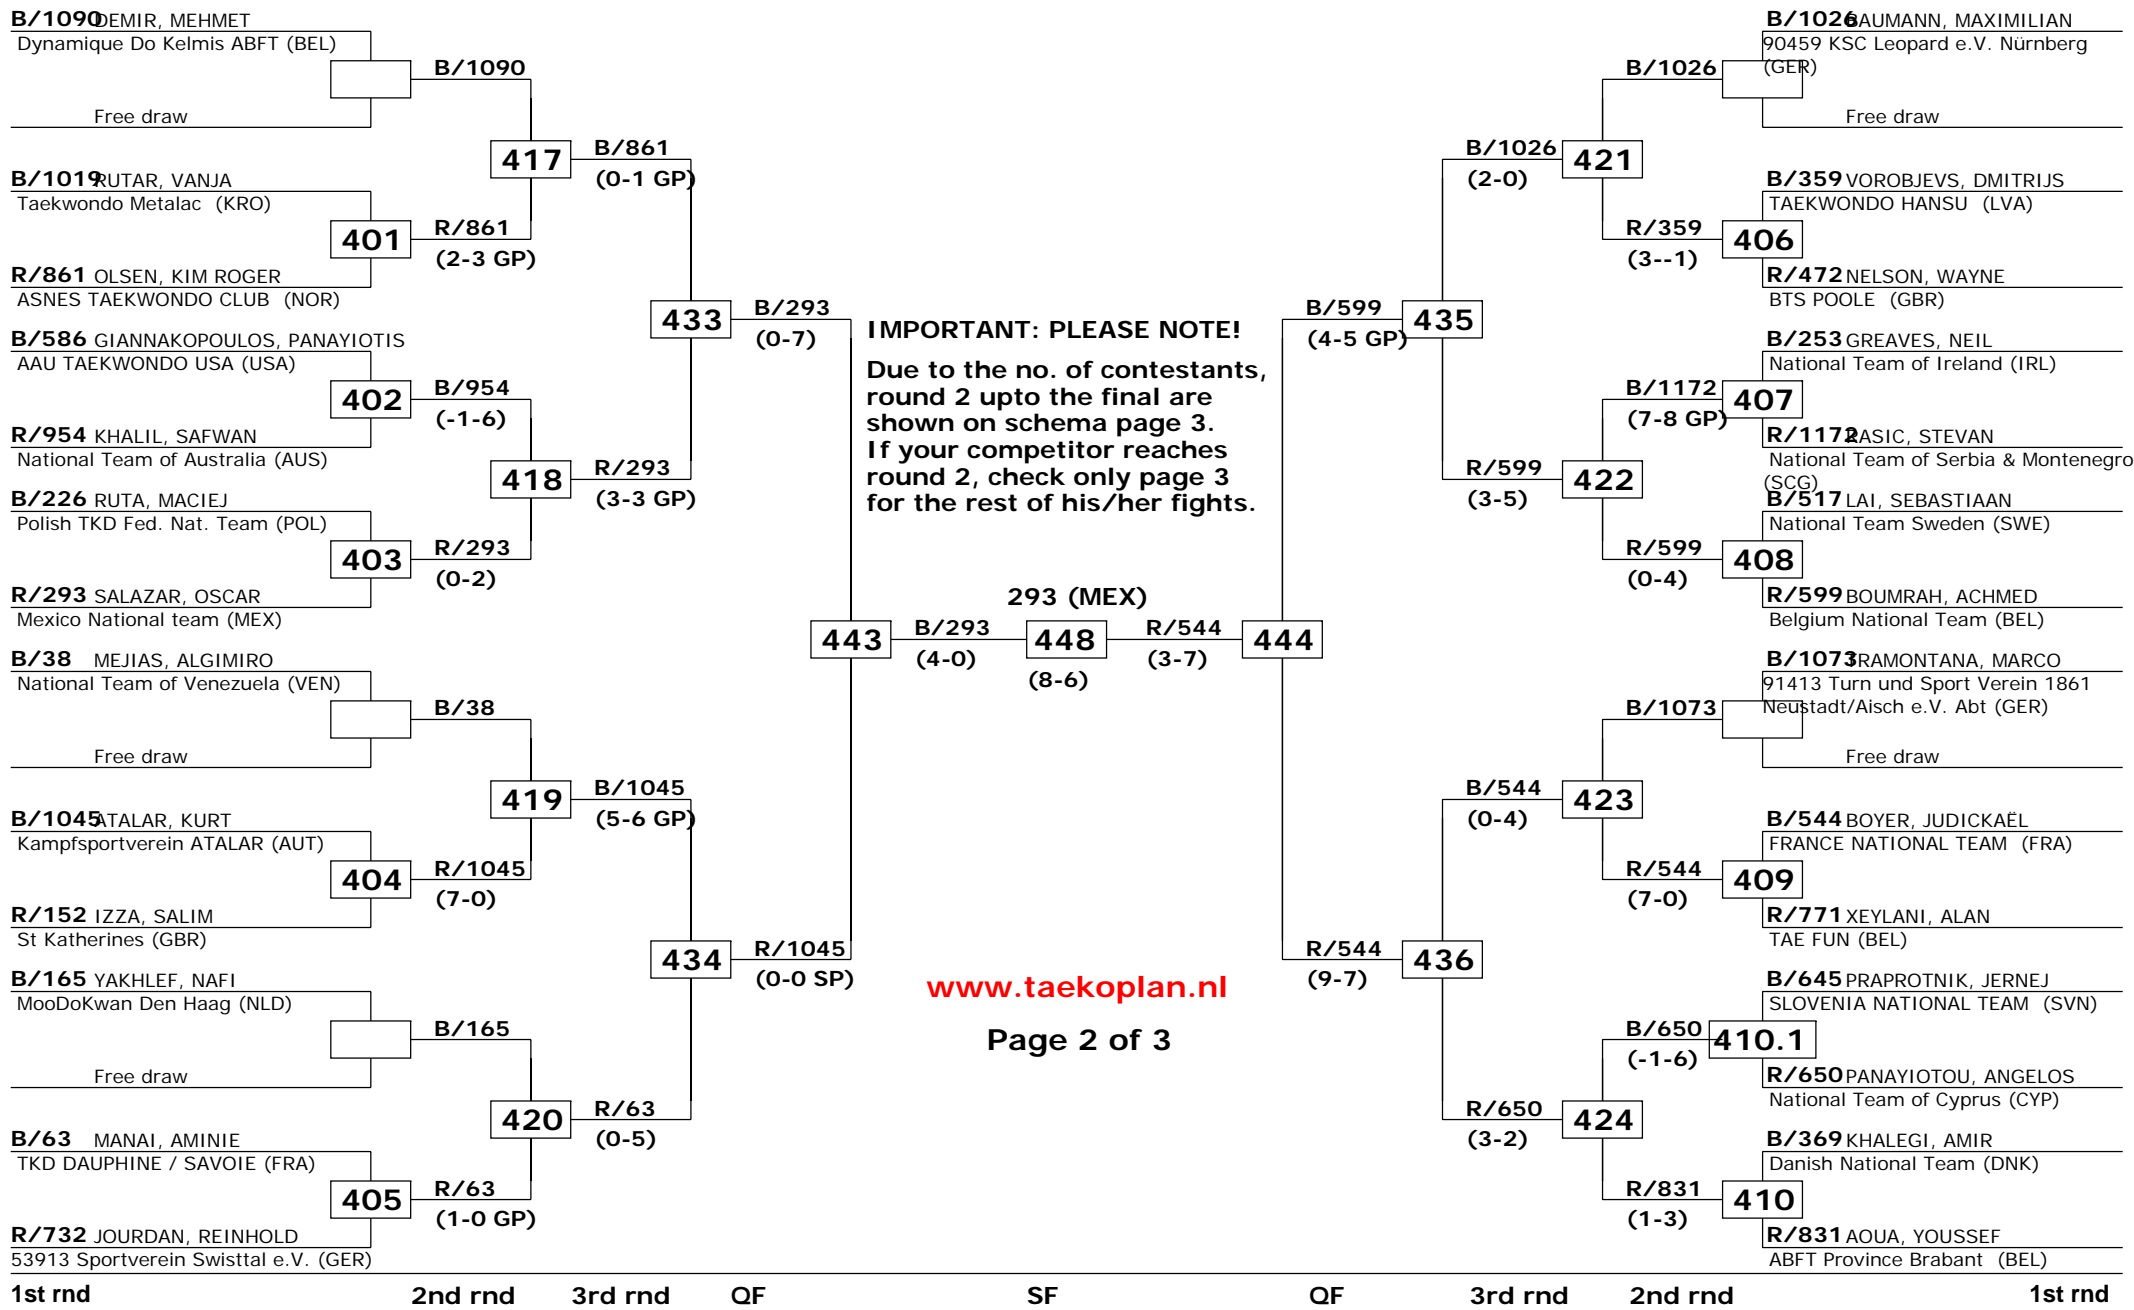 B/1090 DEMIR, MEHMET
Dynamique Do Kelmis ABFT (BEL)
B/1090
Free draw
417
B/861
(0-1 GP)
B/1019 RUTAR, VANJA
Taekwondo Metalac (KRO)
401
R/861
(2-3 GP)
R/861 OLSEN, KIM ROGER
ASNES TAEKWONDO CLUB (NOR)
433
B/293
(0-7)
B/586 GIANNAKOPOULOS, PANAYIOTIS
AAU TAEKWONDO USA (USA)
402
B/954
(-1-6)
R/954 KHALIL, SAFWAN
National Team of Australia (AUS)
418
R/293
(3-3 GP)
B/226 RUTA, MACIEJ
Polish TKD Fed. Nat. Team (POL)
403
R/293
(0-2)
R/293 SALAZAR, OSCAR
Mexico National team (MEX)
443
B/293
(4-0)
B/38 MEJIAS, ALGIMIRO
National Team of Venezuela (VEN)
B/38
Free draw
419
B/1045
(5-6 GP)
B/1045 ATALAR, KURT
Kampfsportverein ATALAR (AUT)
404
R/1045
(7-0)
R/152 IZZA, SALIM
St Katherines (GBR)
434
R/1045
(0-0 SP)
B/165 YAKHLEF, NAFI
MooDoKwan Den Haag (NLD)
B/165
Free draw
420
R/63
(0-5)
B/63 MANAI, AMINIE
TKD DAUPHINE / SAVOIE (FRA)
405
R/63
(1-0 GP)
R/732 JOURDAN, REINHOLD
53913 Sportverein Swisttal e.V. (GER)
IMPORTANT: PLEASE NOTE!
Due to the no. of contestants,
round 2 upto the final are
shown on schema page 3.
If your competitor reaches
round 2, check only page 3
for the rest of his/her fights.
293 (MEX)
448
(8-6)
www.taekoplan.nl
Page 2 of 3
B/1026 BAUMANN, MAXIMILIAN
90459 KSC Leopard e.V. Nürnberg
(GER)
B/1026
Free draw
B/1026
(2-0)
421
B/359 VOROBJEVS, DMITRIJS
TAEKWONDO HANSU (LVA)
R/359
(3--1)
406
R/472 NELSON, WAYNE
BTS POOLE (GBR)
B/599
(4-5 GP)
435
B/253 GREAVES, NEIL
National Team of Ireland (IRL)
B/1172
(7-8 GP)
407
R/1172 RASIC, STEVAN
National Team of Serbia & Montenegro
(SCG)
R/599
(3-5)
422
B/517 LAI, SEBASTIAAN
National Team Sweden (SWE)
R/599
(0-4)
408
R/599 BOUMRAH, ACHMED
Belgium National Team (BEL)
R/544
(3-7)
444
B/1073 TRAMONTANA, MARCO
91413 Turn und Sport Verein 1861
Neustadt/Aisch e.V. Abt (GER)
B/1073
Free draw
B/544
(0-4)
423
B/544 BOYER, JUDICKAËL
FRANCE NATIONAL TEAM (FRA)
R/544
(7-0)
409
R/771 XEYLANI, ALAN
TAE FUN (BEL)
R/544
(9-7)
436
B/645 PRAPROTNIK, JERNEJ
SLOVENIA NATIONAL TEAM (SVN)
B/650
(-1-6)
410.1
R/650 PANAYIOTOU, ANGELOS
National Team of Cyprus (CYP)
R/650
(3-2)
424
B/369 KHALEGI, AMIR
Danish National Team (DNK)
R/831
(1-3)
410
R/831 AOUA, YOUSSEF
ABFT Province Brabant (BEL)
1st rnd 2nd rnd 3rd rnd QF SF QF 3rd rnd 2nd rnd 1st rnd